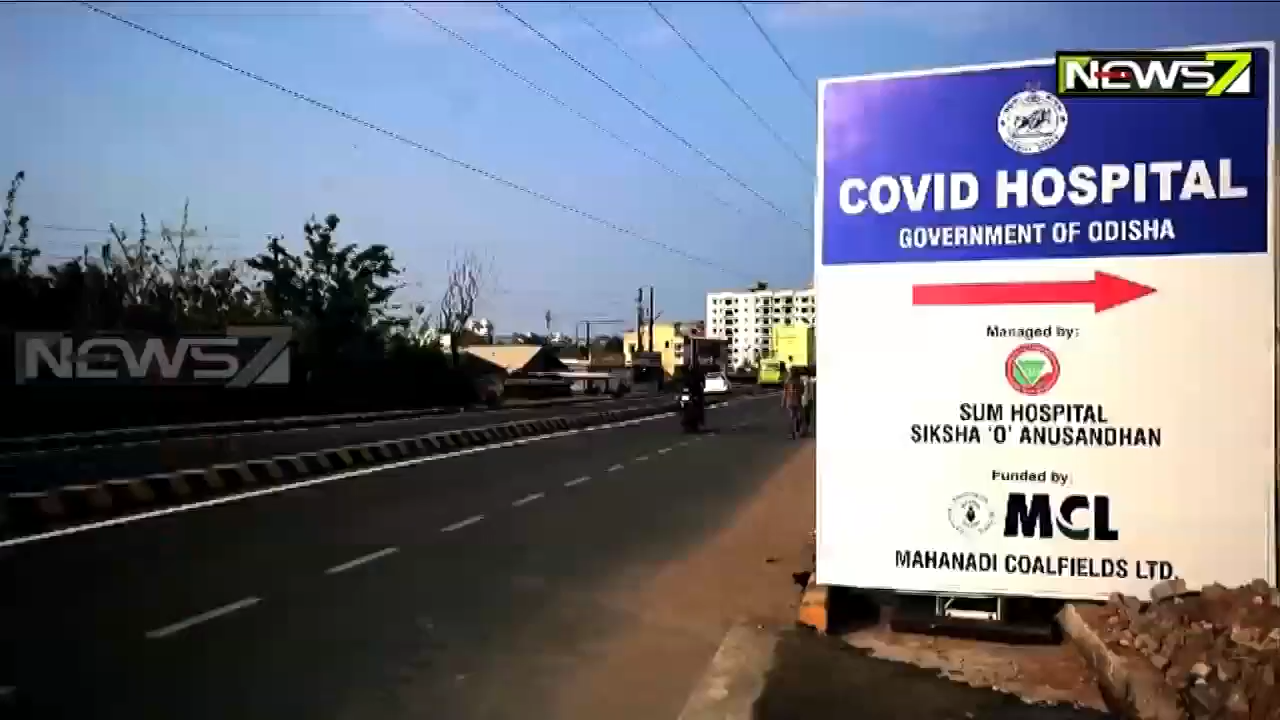 NEWS7
COVID HOSPITAL
GOVERNMENT OF ODISHA
Managed by:
SUM HOSPITAL
SIKSHA 'O' ANUSANDHAN
Funded by:
MCL
MAHANADI COALFIELDS LTD.
NEWS7